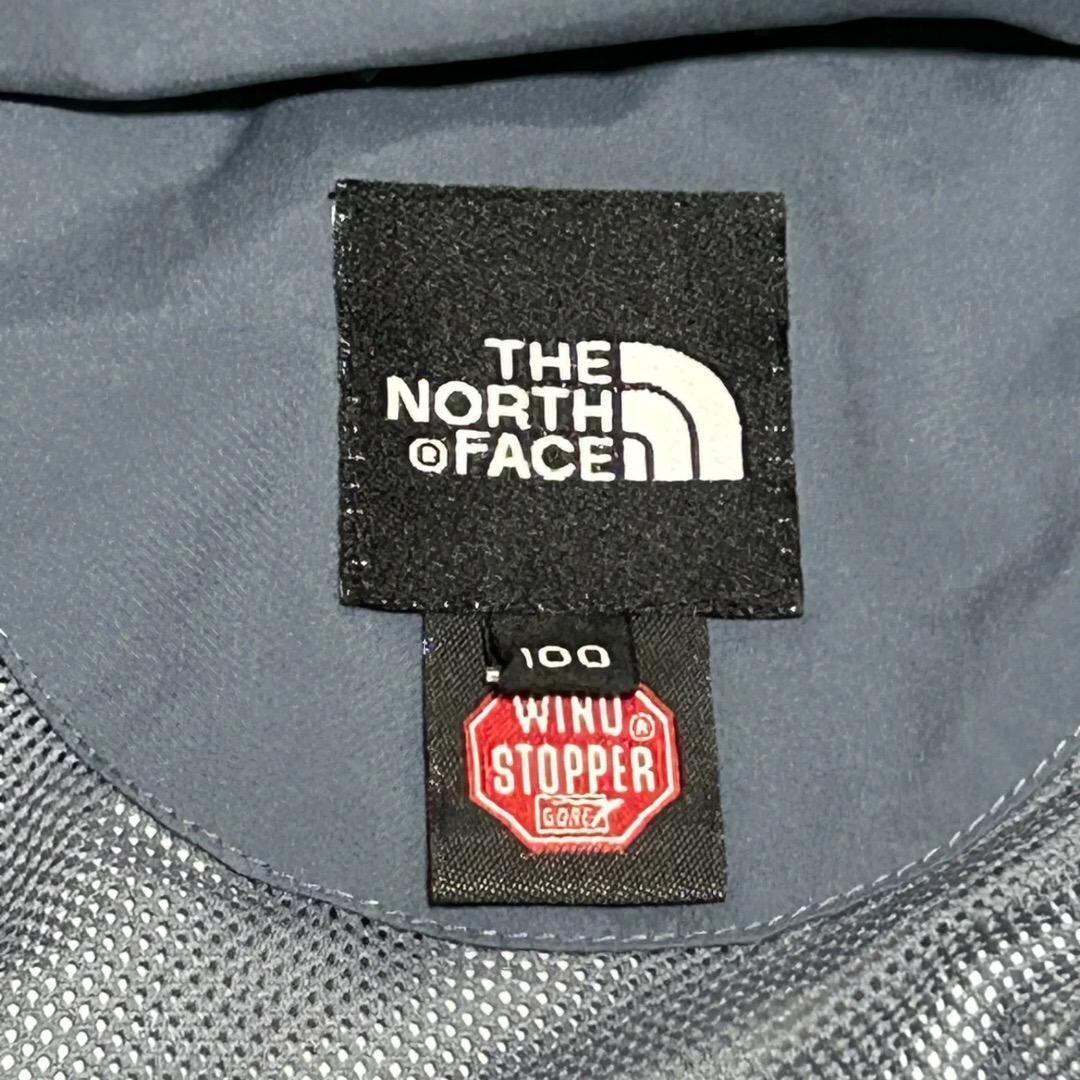 THE
NORTH
® FACE
100
WIND ®
STOPPER
GORE